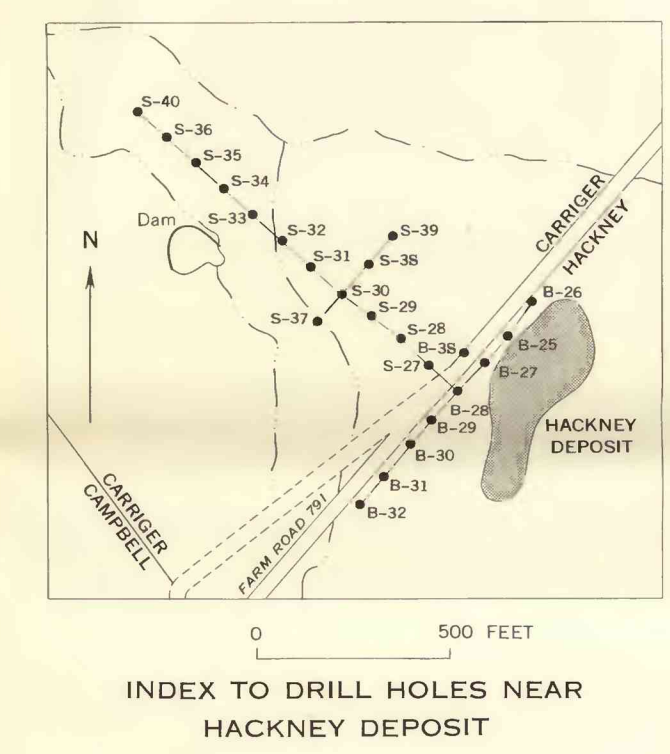 S-40
S-36
S-35
S-34
S-33
Dam
S-32
S-39
CARRIGER
HACKNEY
N
S-31
S-38
S-30
B-26
S-29
S-37
S-28
B-38
B-25
S-27
B-27
B-28
B-29
HACKNEY
DEPOSIT
B-30
B-31
CARRIGER
CAMPBELL
FARM ROAD 791
B-32
0 500 FEET
INDEX TO DRILL HOLES NEAR
HACKNEY DEPOSIT